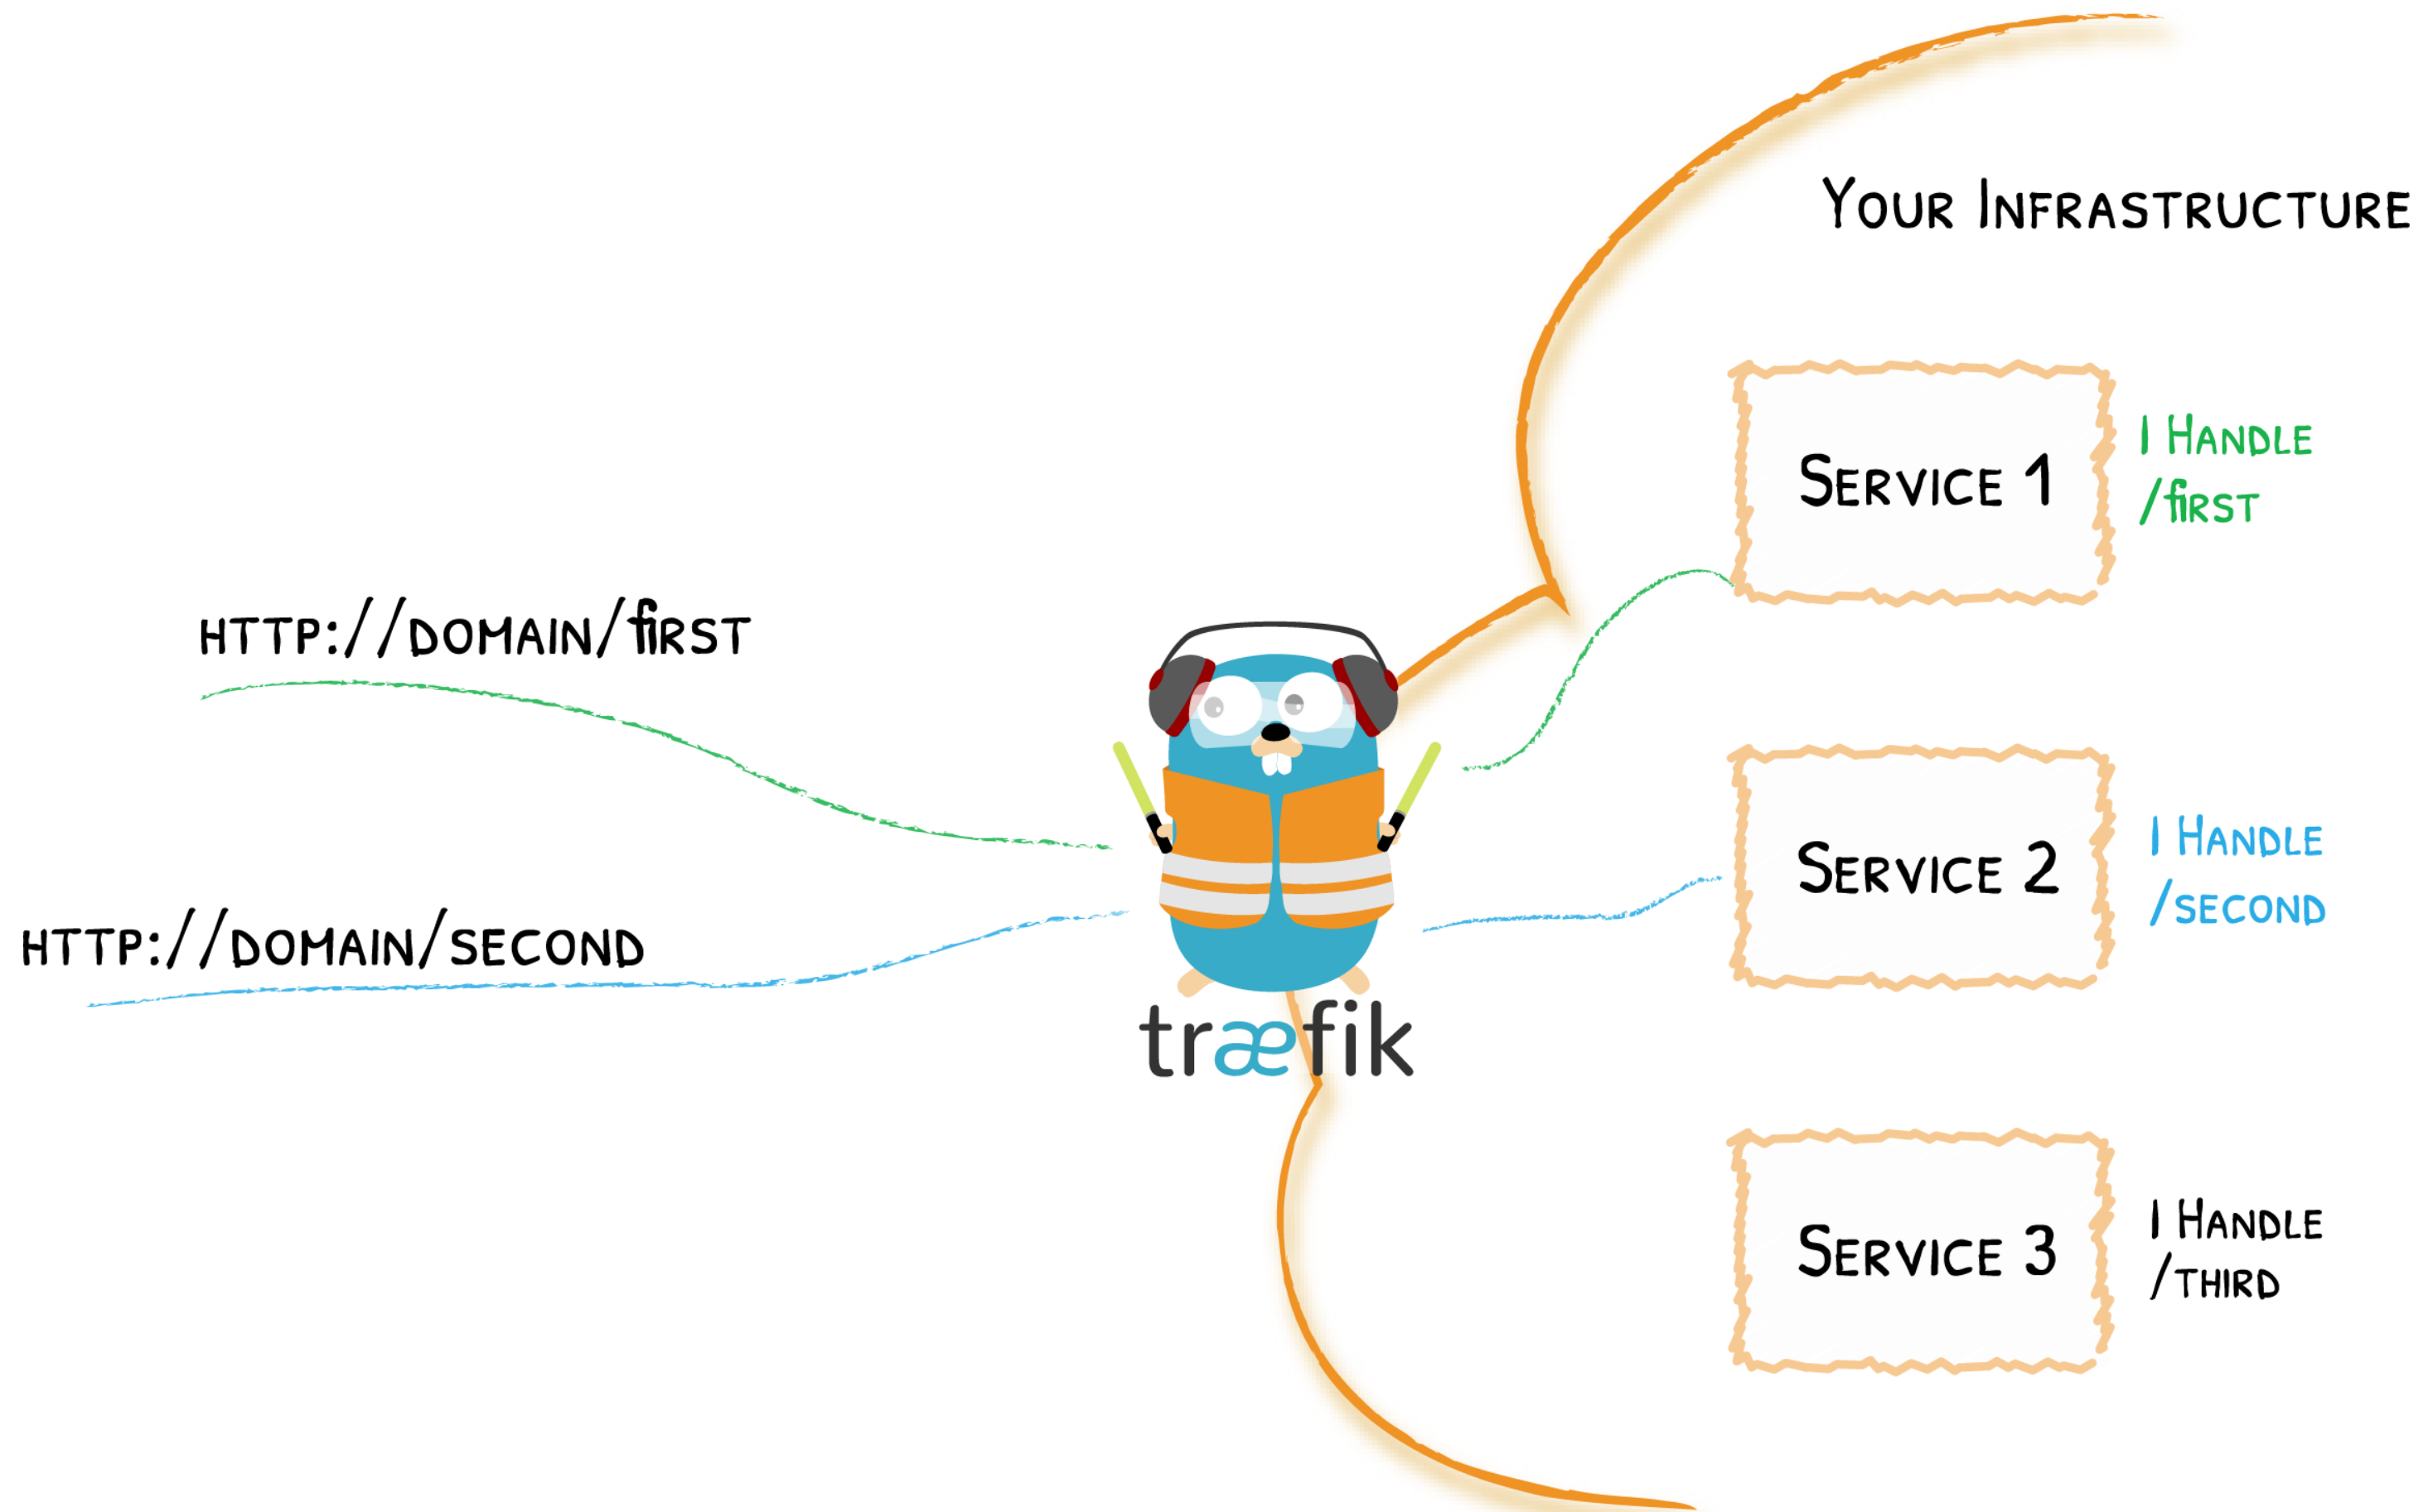 Your Infrastructure
Service 1
I Handle
/first
http://domain/first
Service 2
I Handle
/second
http://domain/second
træfik
Service 3
I Handle
/third